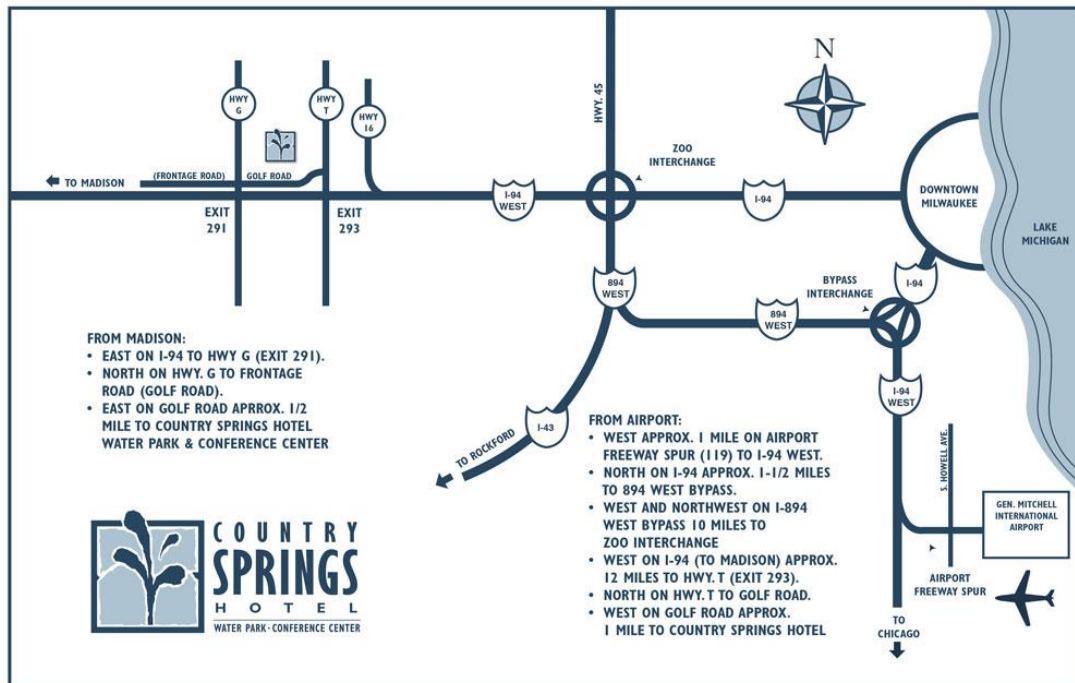 N
HWY. 45
HWY
G
HWY
T
HWY
16
ZOO
INTERCHANGE
TO MADISON
(FRONTAGE ROAD)
GOLF ROAD
I-94
WEST
I-94
DOWNTOWN
MILWAUKEE
EXIT
291
EXIT
293
LAKE
MICHIGAN
894
WEST
BYPASS
INTERCHANGE
I-94
894
WEST
FROM MADISON:
• EAST ON I-94 TO HWY G (EXIT 291).
• NORTH ON HWY. G TO FRONTAGE
ROAD (GOLF ROAD).
• EAST ON GOLF ROAD APRROX. 1/2
MILE TO COUNTRY SPRINGS HOTEL
WATER PARK & CONFERENCE CENTER
I-94
WEST
I-43
TO ROCKFORD
FROM AIRPORT:
• WEST APPROX. 1 MILE ON AIRPORT
FREEWAY SPUR (119) TO I-94 WEST.
• NORTH ON I-94 APPROX. 1-1/2 MILES
TO 894 WEST BYPASS.
• WEST AND NORTHWEST ON I-894
WEST BYPASS 10 MILES TO
ZOO INTERCHANGE
• WEST ON I-94 (TO MADISON) APPROX.
12 MILES TO HWY. T (EXIT 293).
• NORTH ON HWY. T TO GOLF ROAD.
• WEST ON GOLF ROAD APPROX.
1 MILE TO COUNTRY SPRINGS HOTEL
S. HOWELL AVE.
GEN. MITCHELL
INTERNATIONAL
AIRPORT
AIRPORT
FREEWAY SPUR
TO
CHICAGO
COUNTRY
SPRINGS
HOTEL
WATER PARK · CONFERENCE CENTER